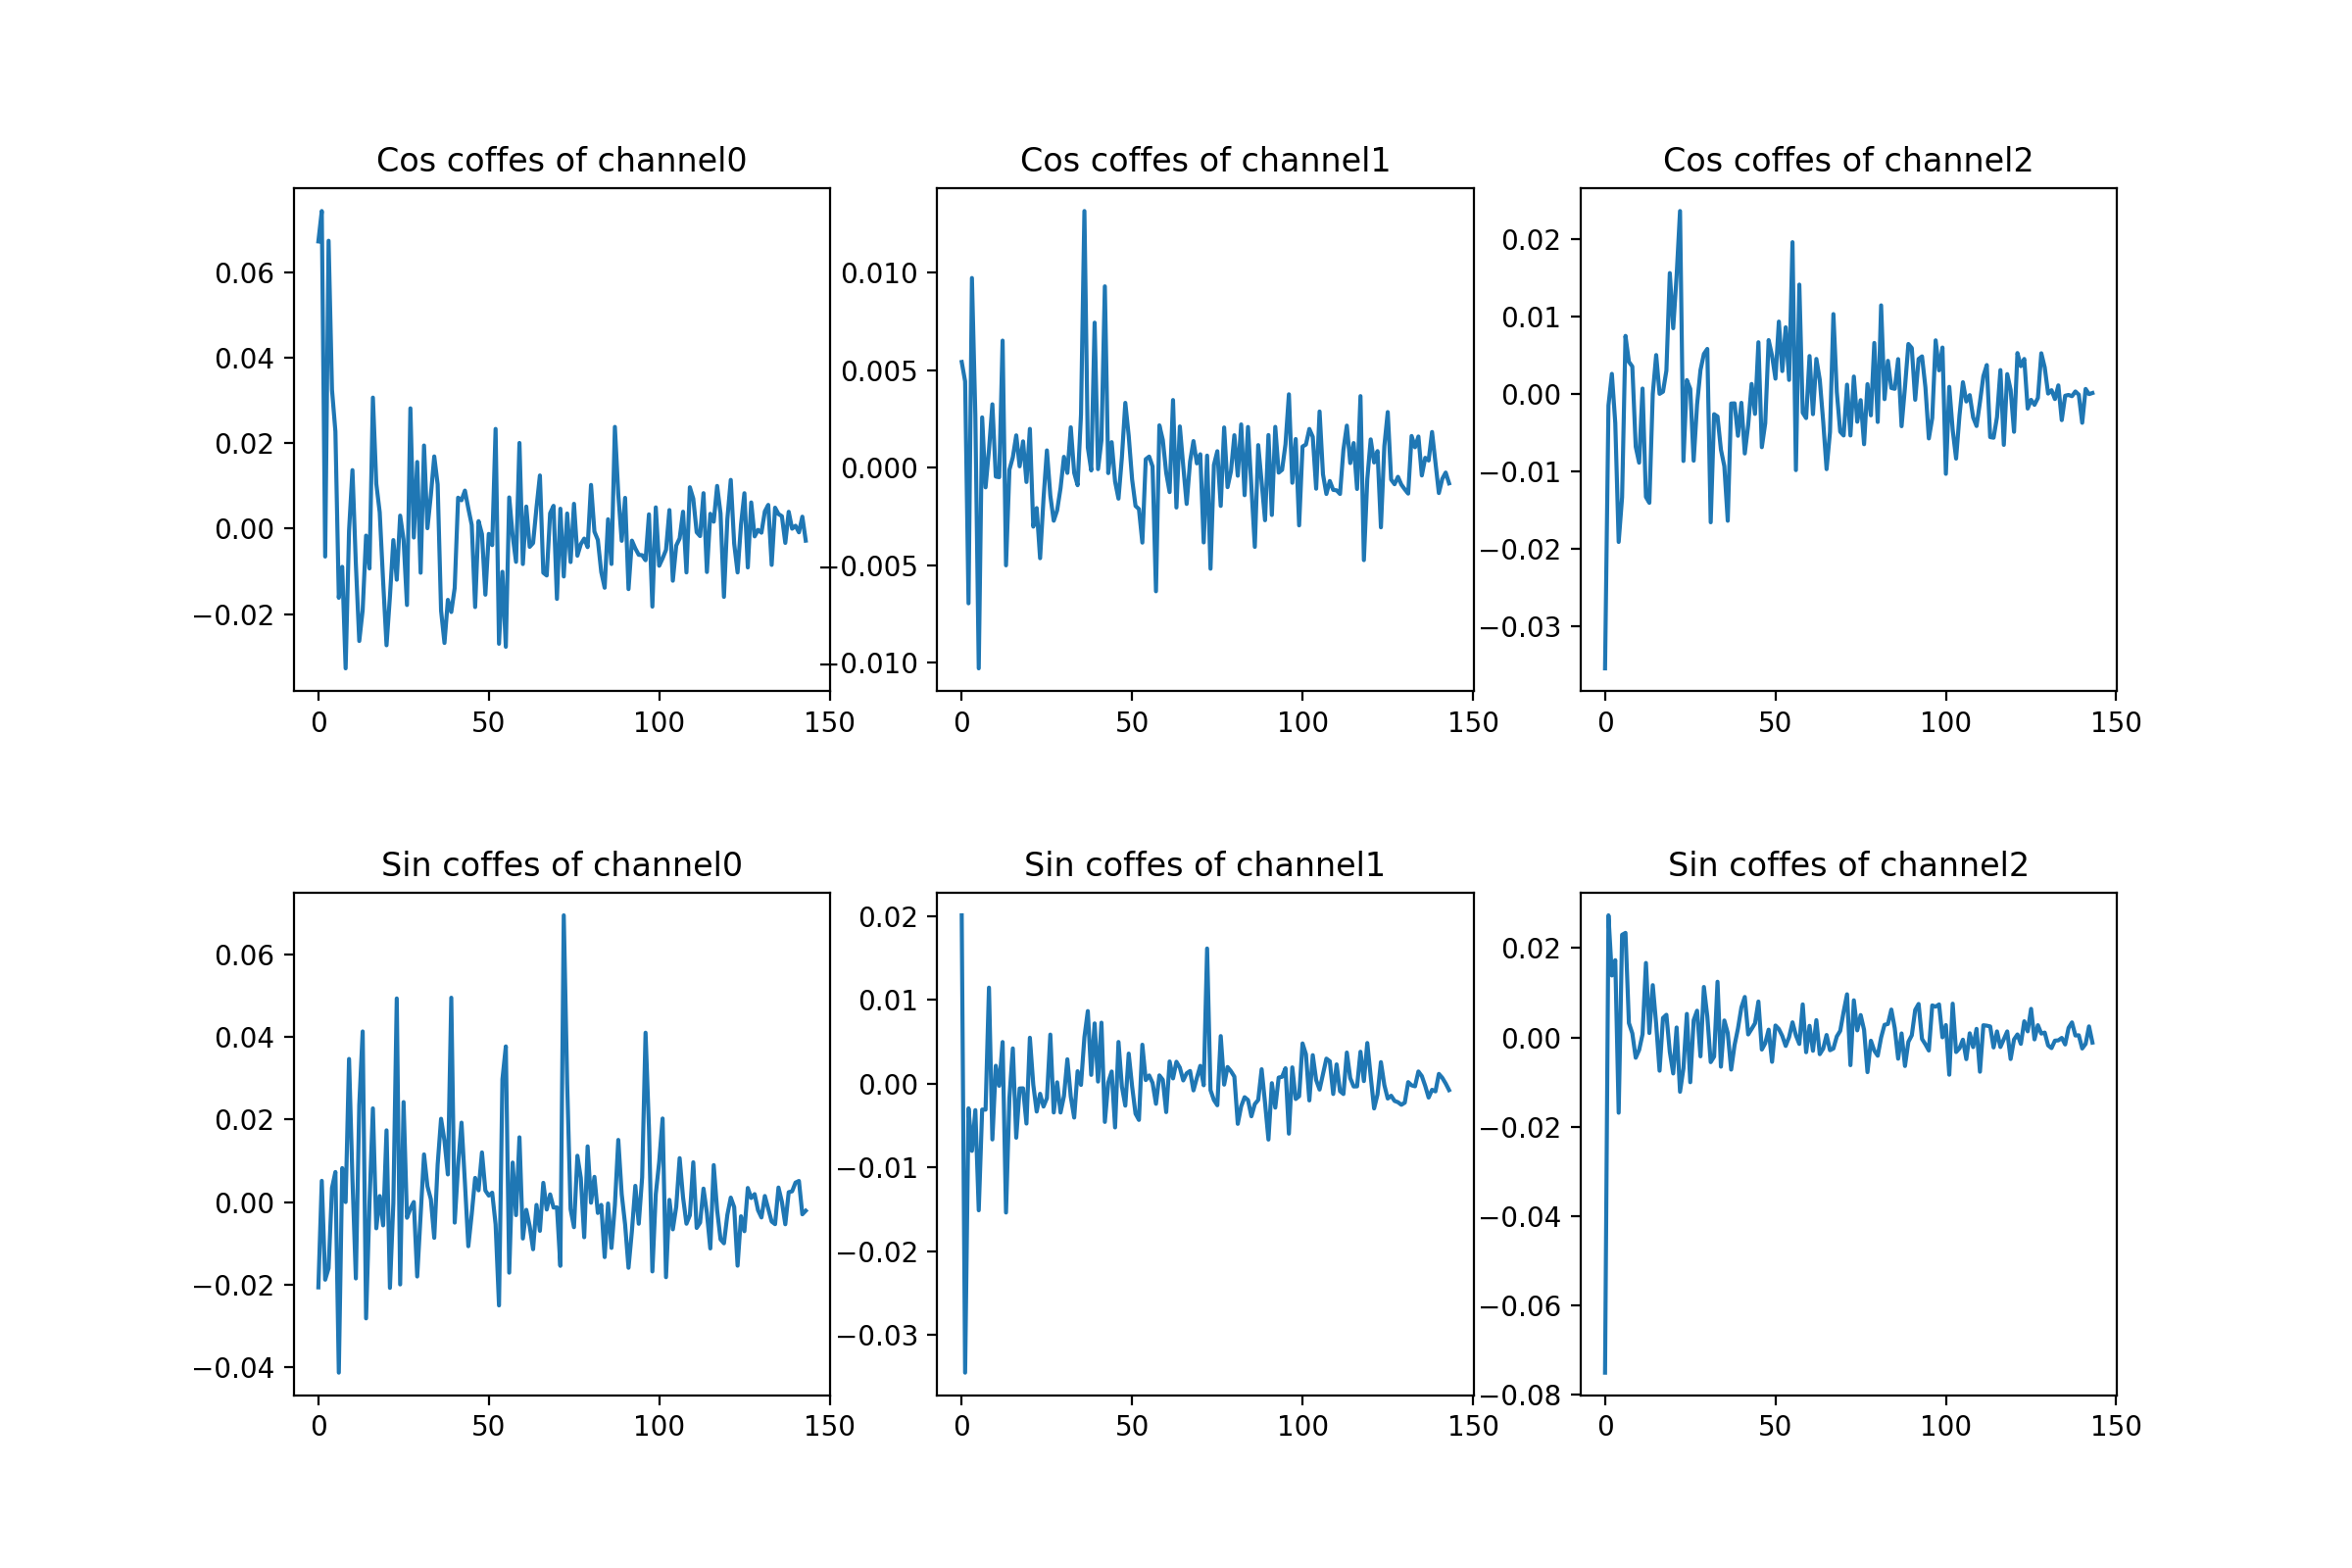 Cos coffes of channel0
Cos coffes of channel1
Cos coffes of channel2
0.06
0.04
0.02
0.00
−0.02
0 50 100 150
0.010
0.005
0.000
−0.005
−0.010
0 50 100 150
0.02
0.01
0.00
−0.01
−0.02
−0.03
0 50 100 150
Sin coffes of channel0
Sin coffes of channel1
Sin coffes of channel2
0.06
0.04
0.02
0.00
−0.02
−0.04
0 50 100 150
0.02
0.01
0.00
−0.01
−0.02
−0.03
0 50 100 150
0.02
0.00
−0.02
−0.04
−0.06
−0.08
0 50 100 150